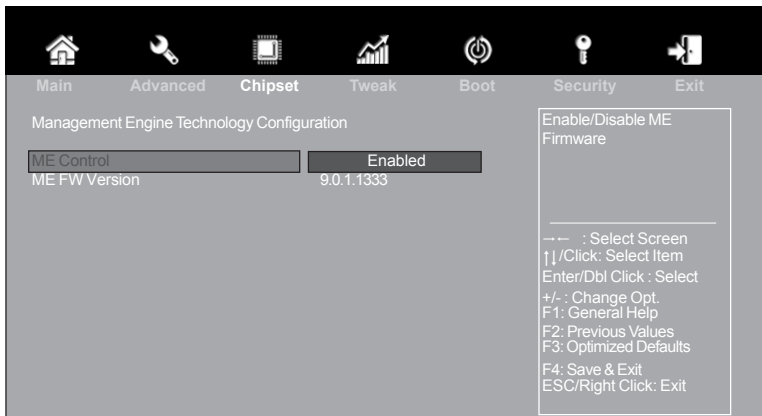 Main Advanced Chipset Tweak Boot Security Exit
Management Engine Technology Configuration
ME Control Enabled
ME FW Version 9.0.1.1333
Enable/Disable ME
Firmware
→← : Select Screen
↑↓/Click: Select Item
Enter/Dbl Click : Select
+/- : Change Opt.
F1: General Help
F2: Previous Values
F3: Optimized Defaults
F4: Save & Exit
ESC/Right Click: Exit